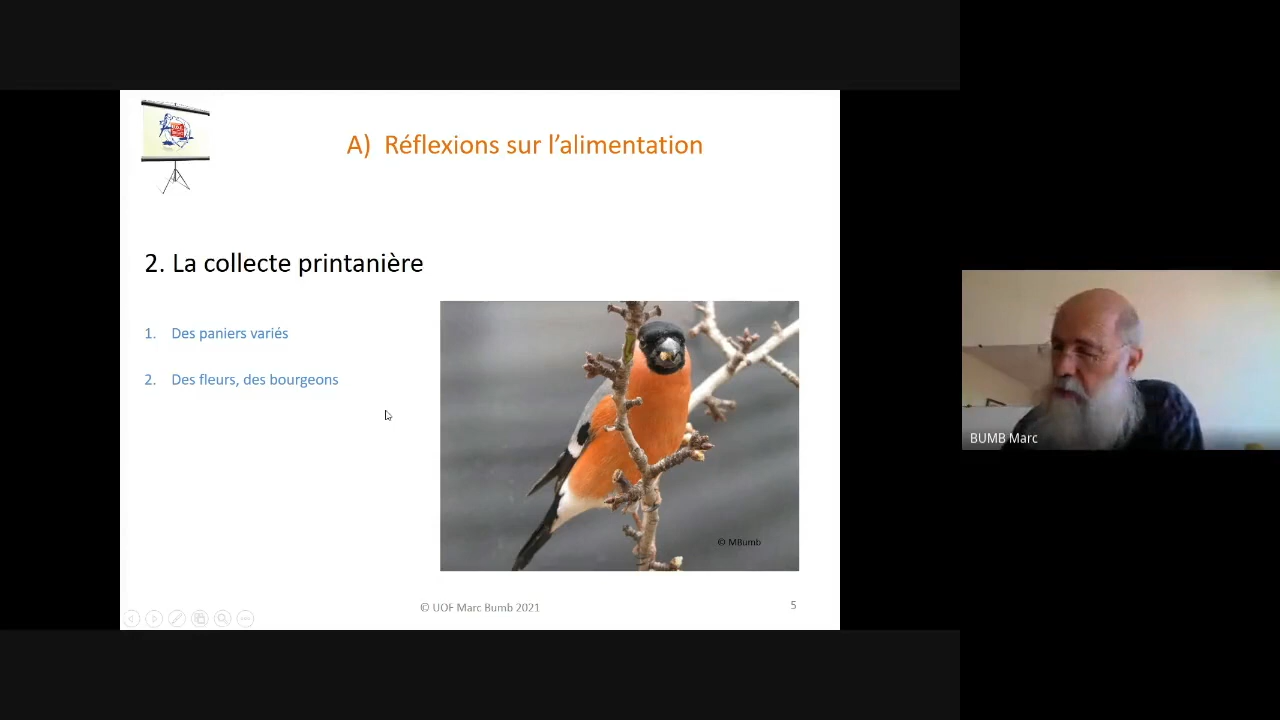 A) Réflexions sur l’alimentation
2. La collecte printanière
1. Des paniers variés
2. Des fleurs, des bourgeons
© MBumb
© UOF Marc Bumb 2021
5
BUMB Marc